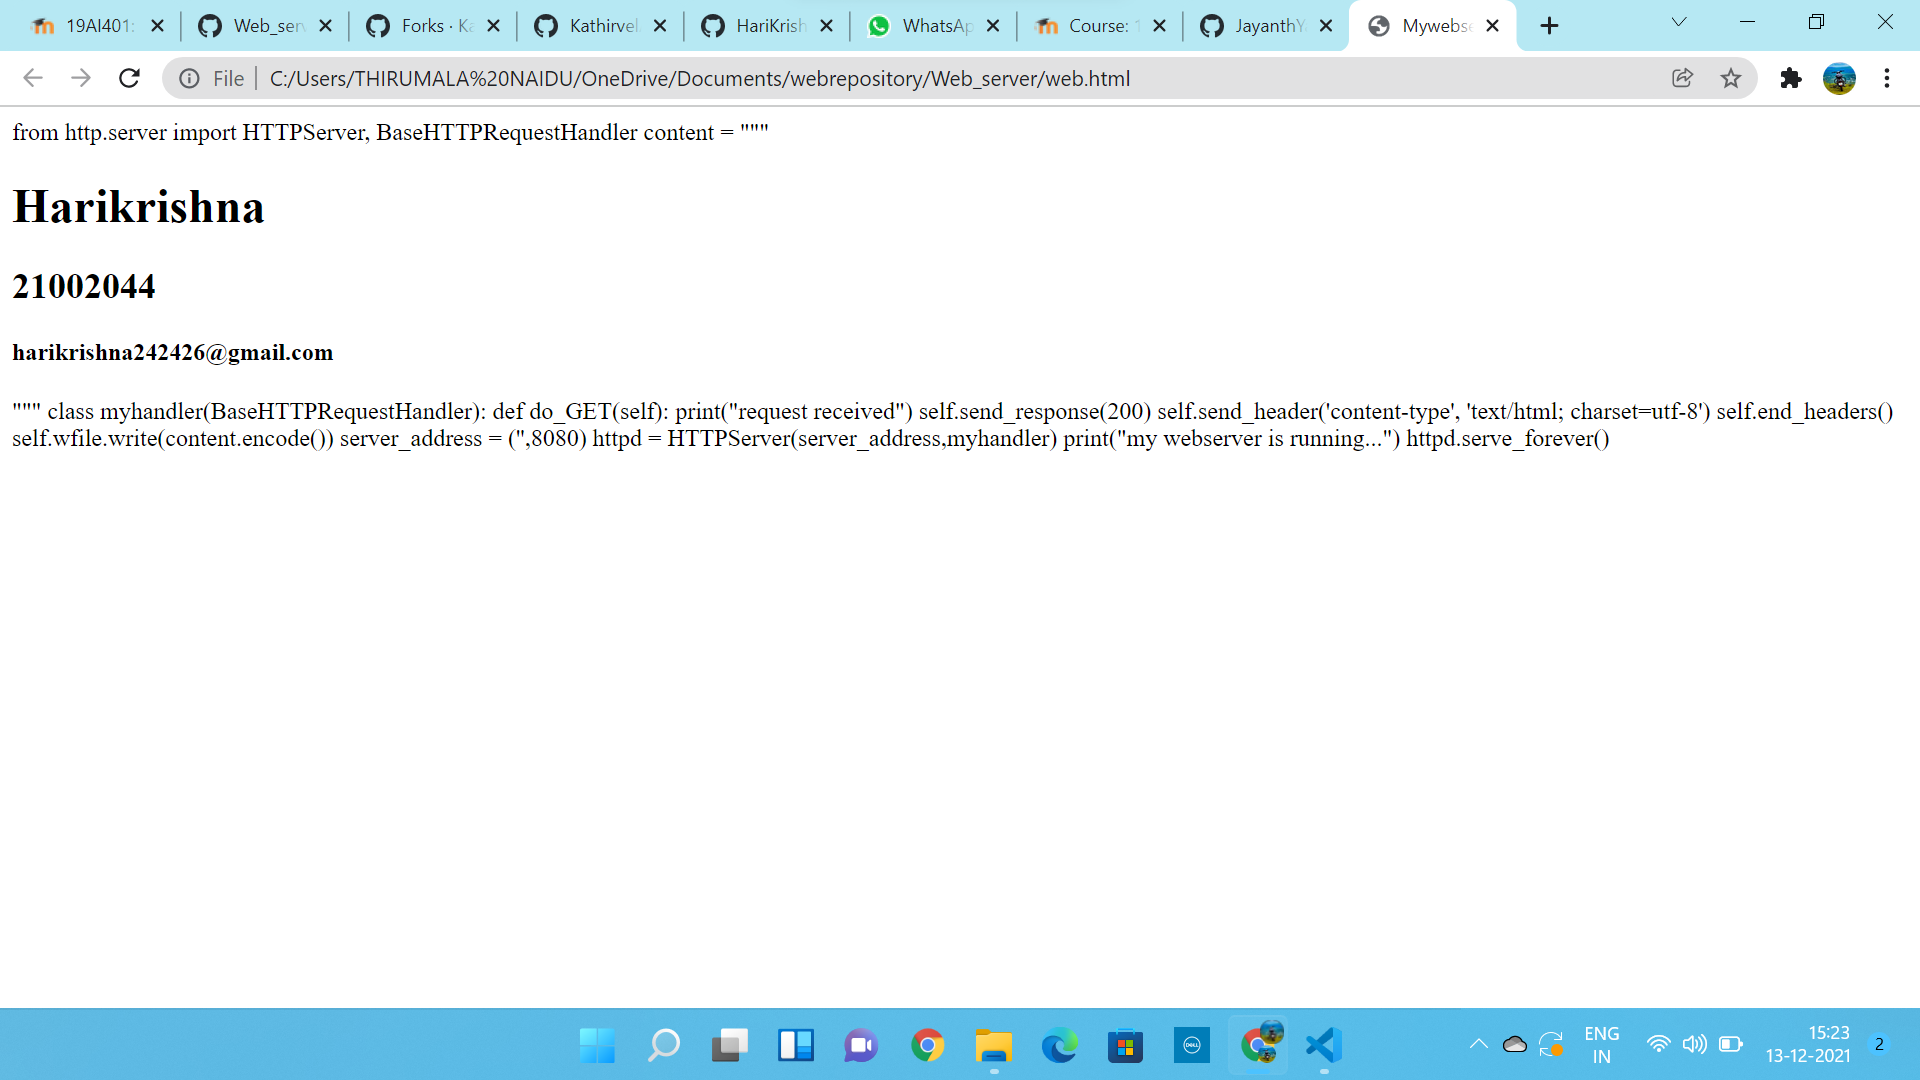 19AI401:
Web_serv
Forks · Ka
Kathirvel
HariKrish
WhatsAp
Course: 1
JayanthY
Mywebse
File
C:/Users/THIRUMALA%20NAIDU/OneDrive/Documents/webrepository/Web_server/web.html
from http.server import HTTPServer, BaseHTTPRequestHandler content = """
Harikrishna
21002044
harikrishna242426@gmail.com
""" class myhandler(BaseHTTPRequestHandler): def do_GET(self): print("request received") self.send_response(200) self.send_header('content-type', 'text/html; charset=utf-8') self.end_headers()
self.wfile.write(content.encode()) server_address = ('',8080) httpd = HTTPServer(server_address,myhandler) print("my webserver is running...") httpd.serve_forever()
DELL
ENG
IN
15:23
13-12-2021
2